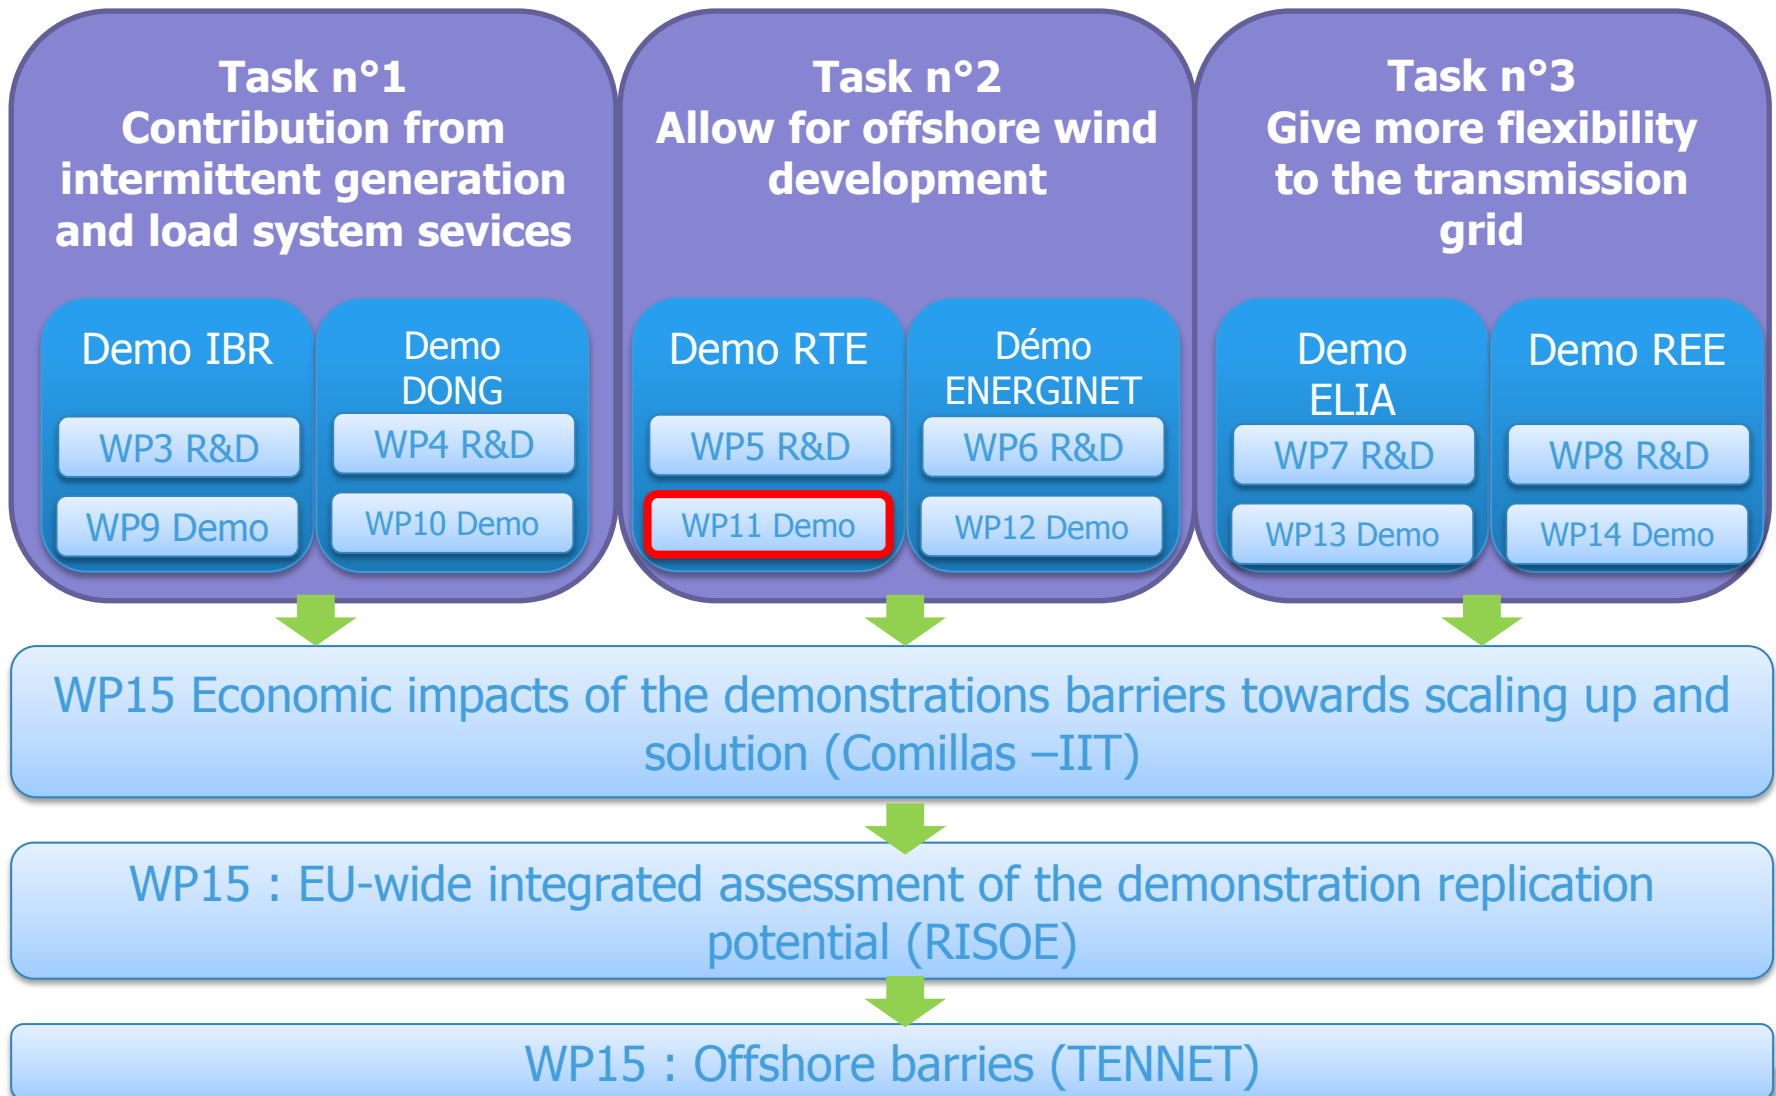 Task n°1
Contribution from
intermittent generation
and load system sevices
Demo IBR
WP3 R&D
WP9 Demo
Demo
DONG
WP4 R&D
WP10 Demo
Task n°2
Allow for offshore wind
development
Demo RTE
WP5 R&D
WP11 Demo
Démo
ENERGINET
WP6 R&D
WP12 Demo
Task n°3
Give more flexibility
to the transmission
grid
Demo
ELIA
WP7 R&D
WP13 Demo
Demo REE
WP8 R&D
WP14 Demo
WP15 Economic impacts of the demonstrations barriers towards scaling up and
solution (Comillas –IIT)
WP15 : EU-wide integrated assessment of the demonstration replication
potential (RISOE)
WP15 : Offshore barries (TENNET)